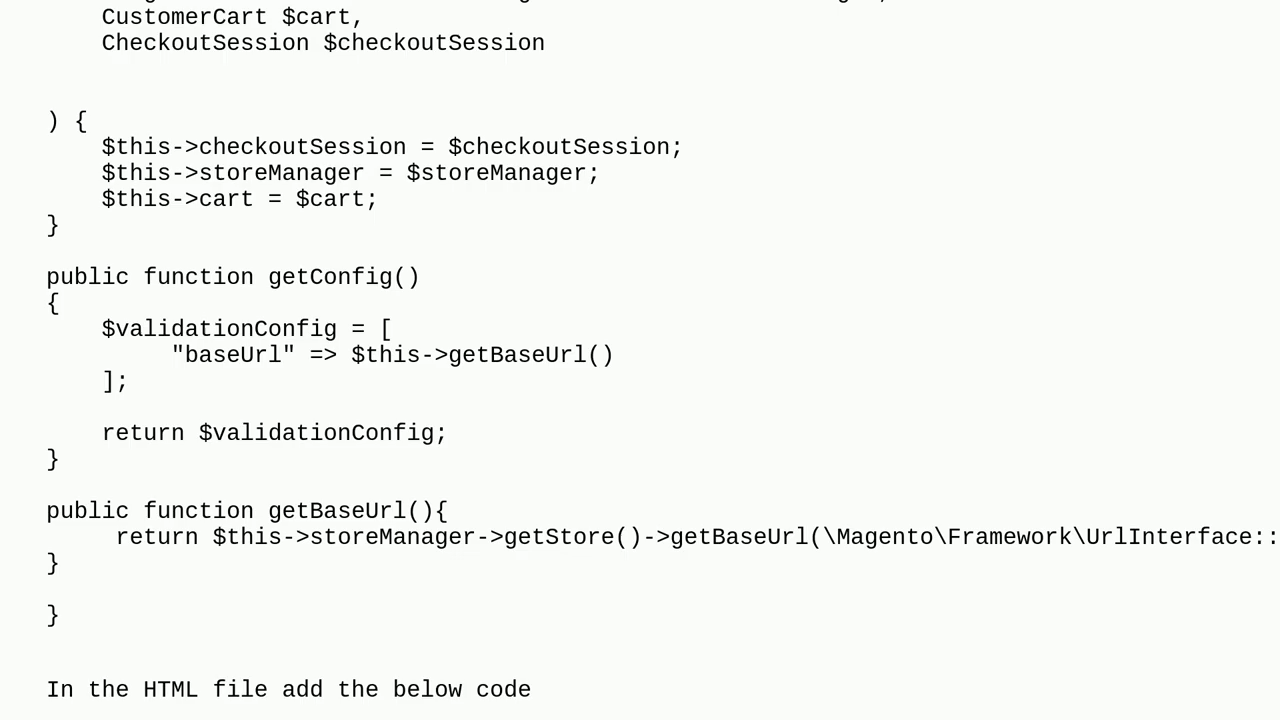 CustomerCart $cart,
CheckoutSession $checkoutSession
) {
$this->checkoutSession = $checkoutSession;
$this->storeManager = $storeManager;
$this->cart = $cart;
}
public function getConfig()
{
$validationConfig = [
"baseUrl" => $this->getBaseUrl()
];
return $validationConfig;
}
public function getBaseUrl(){
return $this->storeManager->getStore()->getBaseUrl(\Magento\Framework\UrlInterface::
}
}
In the HTML file add the below code